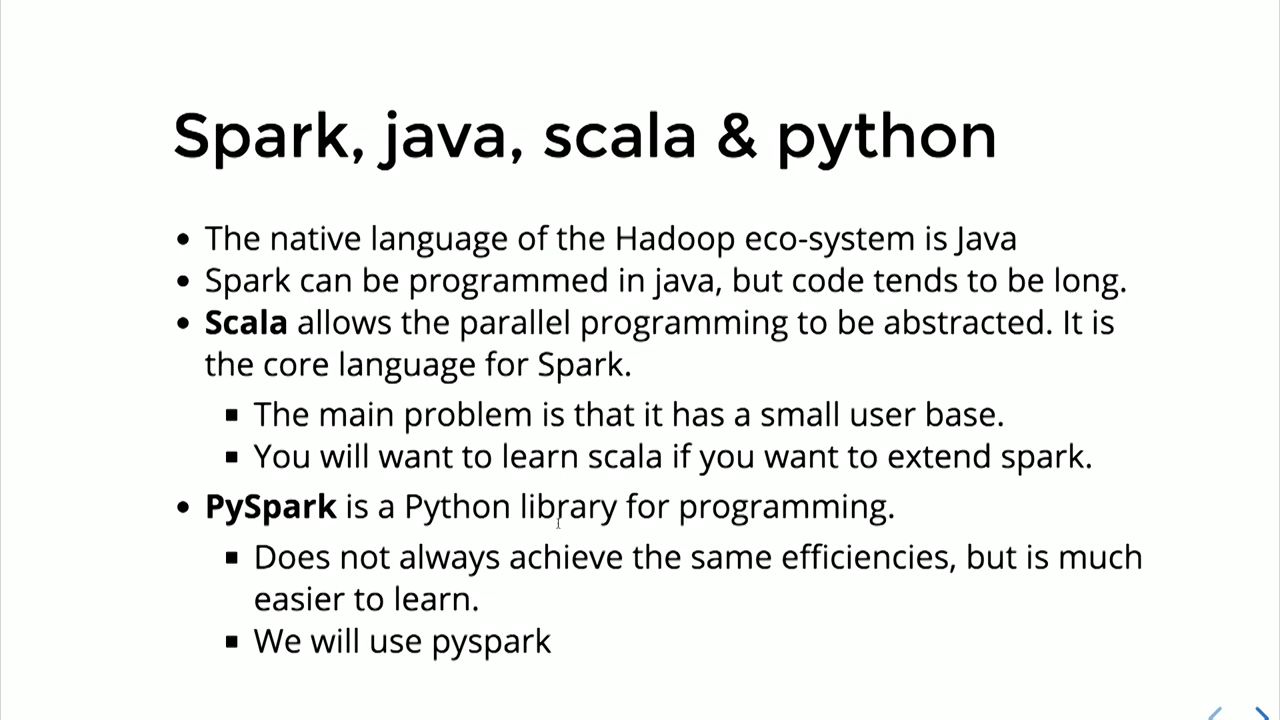 Spark, java, scala & python
• The native language of the Hadoop eco-system is Java
• Spark can be programmed in java, but code tends to be long.
• Scala allows the parallel programming to be abstracted. It is
the core language for Spark.
▪ The main problem is that it has a small user base.
▪ You will want to learn scala if you want to extend spark.
• PySpark is a Python library for programming.
▪ Does not always achieve the same efficiencies, but is much
easier to learn.
▪ We will use pyspark